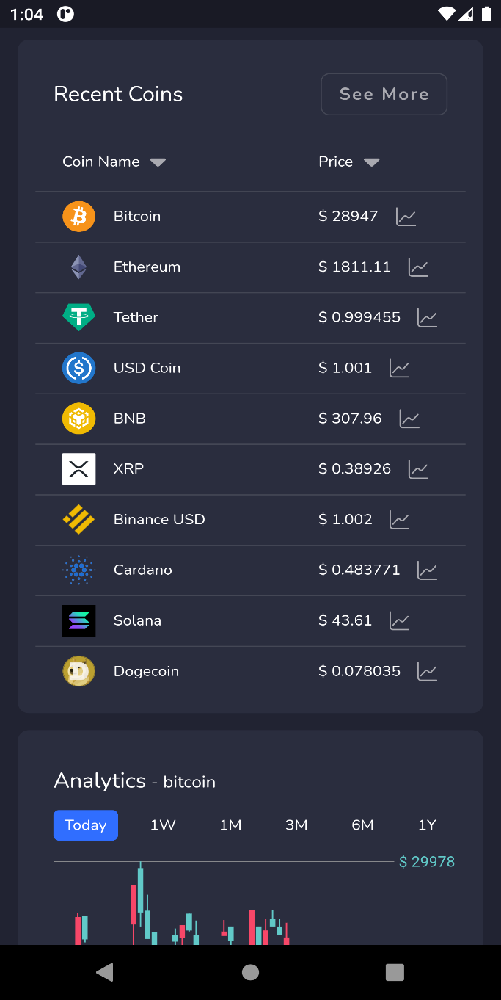 1:04
Recent Coins
See More
Coin Name Price
Bitcoin $ 28947
Ethereum $ 1811.11
Tether $ 0.999455
USD Coin $ 1.001
BNB $ 307.96
XRP $ 0.38926
Binance USD $ 1.002
Cardano $ 0.483771
Solana $ 43.61
Dogecoin $ 0.078035
Analytics - bitcoin
Today 1W 1M 3M 6M 1Y
$ 29978